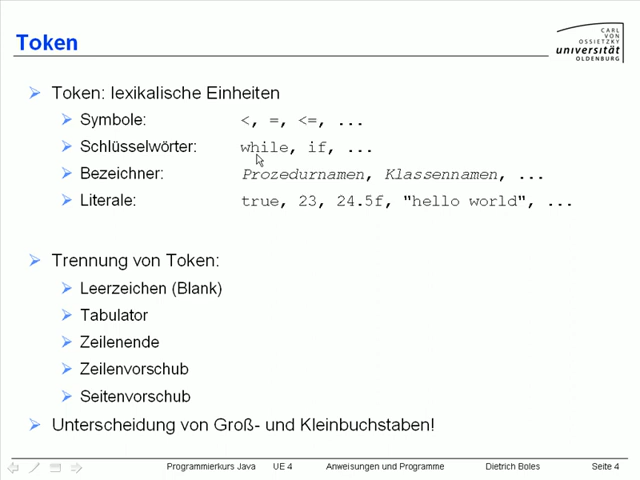 Token
CARL
VON
OSSIETZKY
universität
OLDENBURG
Token: lexikalische Einheiten
Symbole: <, =, <=, ...
Schlüsselwörter: while, if, ...
Bezeichner: Prozedurnamen, Klassennamen, ...
Literale: true, 23, 24.5f, "hello world", ...
Trennung von Token:
Leerzeichen (Blank)
Tabulator
Zeilenende
Zeilenvorschub
Seitenvorschub
Unterscheidung von Groß- und Kleinbuchstaben!
Programmierkurs Java UE 4 Anweisungen und Programme Dietrich Boles Seite 4